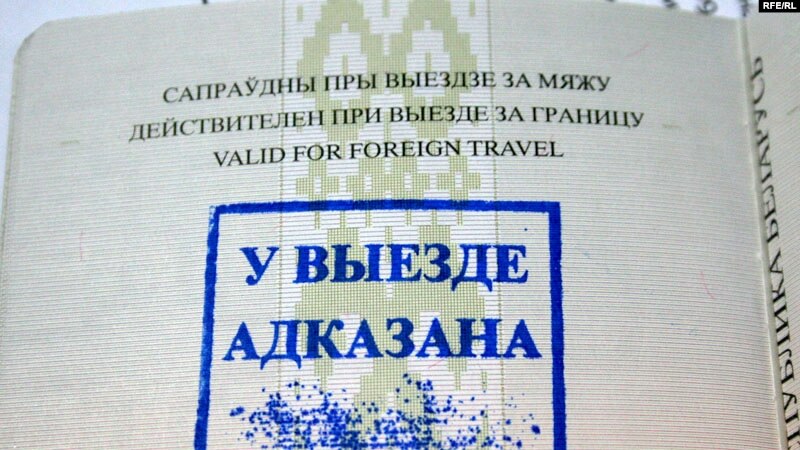 RFE/RL
САПРАЎДНЫ ПРЫ ВЫЕЗДЗЕ ЗА МЯЖУ
ДЕЙСТВИТЕЛЕН ПРИ ВЫЕЗДЕ ЗА ГРАНИЦУ
VALID FOR FOREIGN TRAVEL
У ВЫЕЗДЕ
АДКАЗАНА
БЕЛАРУСЬ